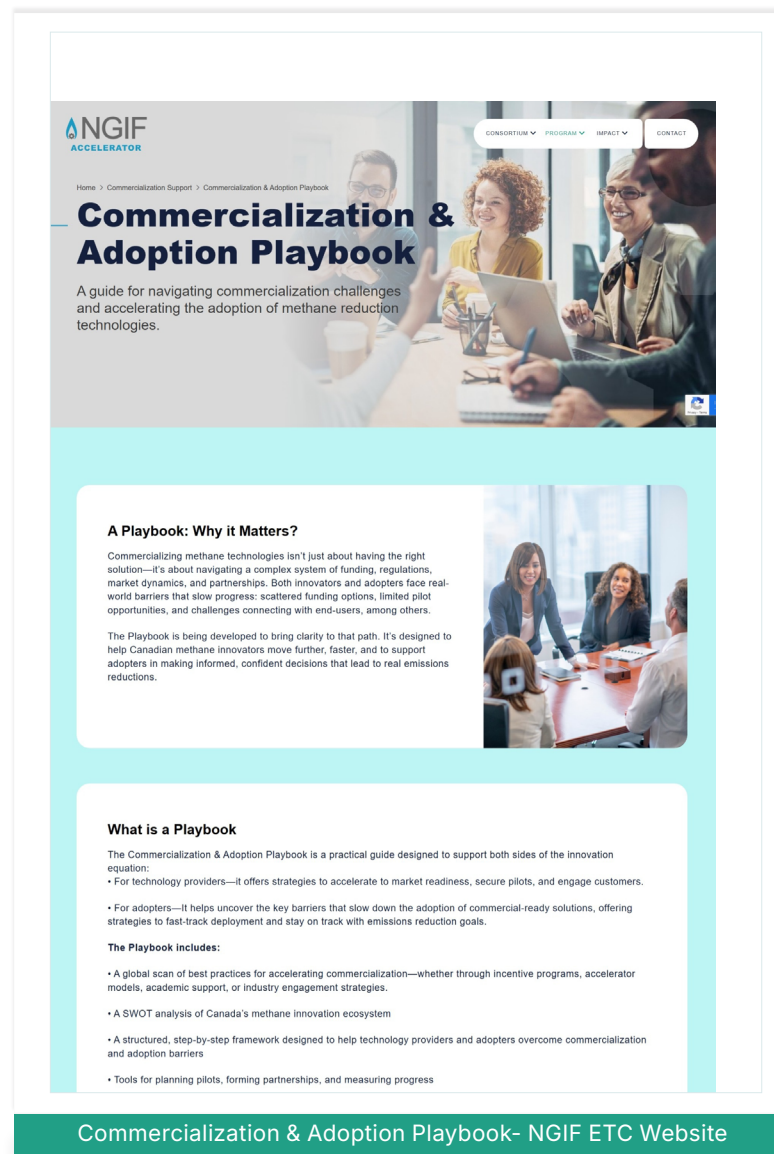 NGIF
ACCELERATOR
CONSORTIUM
PROGRAM
IMPACT
CONTACT
Home > Commercialization Support > Commercialization & Adoption Playbook
Commercialization &
Adoption Playbook
A guide for navigating commercialization challenges
and accelerating the adoption of methane reduction
technologies.
A Playbook: Why it Matters?
Commercializing methane technologies isn't just about having the right
solution—it's about navigating a complex system of funding, regulations,
market dynamics, and partnerships. Both innovators and adopters face real-
world barriers that slow progress: scattered funding options, limited pilot
opportunities, and challenges connecting with end-users, among others.
The Playbook is being developed to bring clarity to that path. It's designed to
help Canadian methane innovators move further, faster, and to support
adopters in making informed, confident decisions that lead to real emissions
reductions.
What is a Playbook
The Commercialization & Adoption Playbook is a practical guide designed to support both sides of the innovation
equation:
• For technology providers—it offers strategies to accelerate to market readiness, secure pilots, and engage customers.
• For adopters—It helps uncover the key barriers that slow down the adoption of commercial-ready solutions, offering
strategies to fast-track deployment and stay on track with emissions reduction goals.
The Playbook includes:
• A global scan of best practices for accelerating commercialization—whether through incentive programs, accelerator
models, academic support, or industry engagement strategies.
• A SWOT analysis of Canada's methane innovation ecosystem
• A structured, step-by-step framework designed to help technology providers and adopters overcome commercialization
and adoption barriers
• Tools for planning pilots, forming partnerships, and measuring progress
Commercialization & Adoption Playbook- NGIF ETC Website